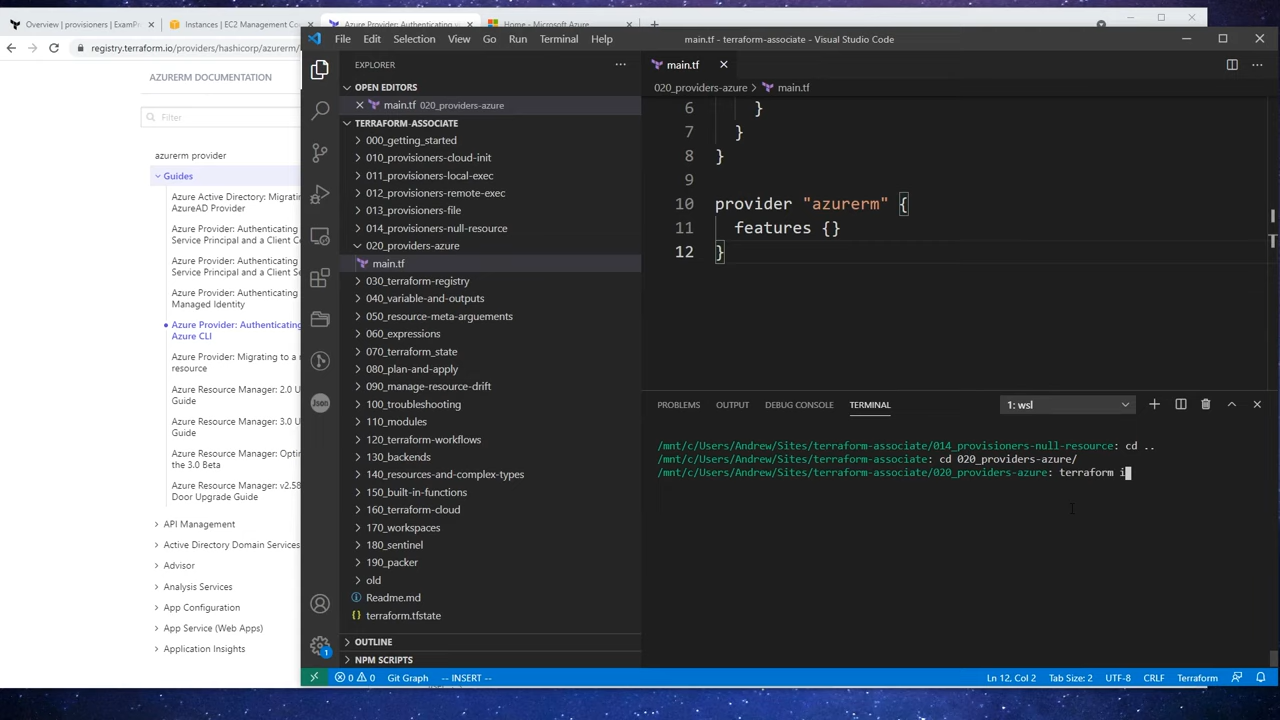 Overview | provisioners | ExamPr
Instances | EC2 Management Co
Azure Provider: Authenticating v
Home - Microsoft Azure
registry.terraform.io/providers/hashicorp/azurerm/
AZURERM DOCUMENTATION
Filter
azurerm provider
Guides
Azure Active Directory: Migrati
AzureAD Provider
Azure Provider: Authenticating
Service Principal and a Client C
Azure Provider: Authenticating
Service Principal and a Client S
Azure Provider: Authenticating
Managed Identity
Azure Provider: Authenticating
Azure CLI
Azure Provider: Migrating to a
resource
Azure Resource Manager: 2.0 U
Guide
Azure Resource Manager: 2.0 U
Guide
Azure Resource Manager: Optim
the 3.0 Beta
Azure Resource Manager: v2.58
Door Upgrade Guide
API Management
Active Directory Domain Services
Advisor
Analysis Services
App Configuration
App Service (Web Apps)
Application Insights
File Edit Selection View Go Run Terminal Help
main.tf - terraform-associate - Visual Studio Code
EXPLORER
OPEN EDITORS
main.tf 020_providers-azure
TERRAFORM-ASSOCIATE
000_getting_started
010_provisioners-cloud-init
011_provisioners-local-exec
012_provisioners-remote-exec
013_provisioners-file
014_provisioners-null-resource
020_providers-azure
main.tf
030_terraform-registry
040_variable-and-outputs
050_resource-meta-arguements
060_expressions
070_terraform_state
080_plan-and-apply
090_manage-resource-drift
100_troubleshooting
110_modules
120_terraform-workflows
130_backends
140_resources-and-complex-types
150_built-in-functions
160_terraform-cloud
170_workspaces
180_sentinel
190_packer
old
Readme.md
terraform.tfstate
OUTLINE
NPM SCRIPTS
Json
1
main.tf
020_providers-azure > main.tf
6 }
7 }
8 }
9
10 provider "azurerm" {
11 features {}
12 }
PROBLEMS OUTPUT DEBUG CONSOLE TERMINAL
1: wsl
/mnt/c/Users/Andrew/Sites/terraform-associate/014_provisioners-null-resource: cd ..
/mnt/c/Users/Andrew/Sites/terraform-associate: cd 020_providers-azure/
/mnt/c/Users/Andrew/Sites/terraform-associate/020_providers-azure: terraform i
0 0 Git Graph -- INSERT -- Ln 12, Col 2 Tab Size: 2 UTF-8 CRLF Terraform